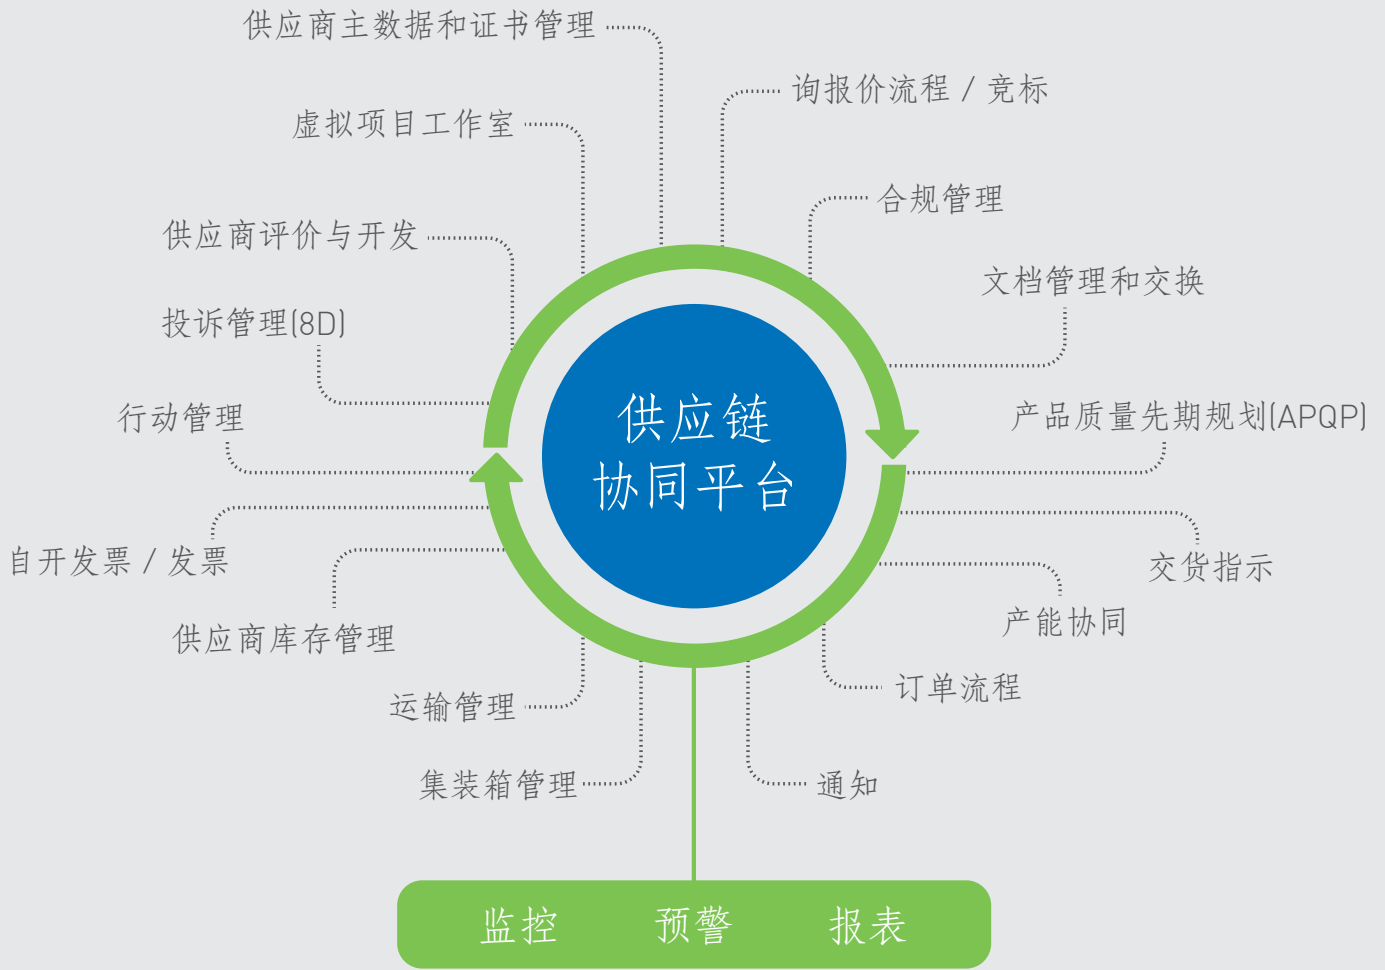 供应商主数据和证书管理
询报价流程 / 竞标
虚拟项目工作室
合规管理
供应商评价与开发
文档管理和交换
投诉管理(8D)
行动管理
产品质量先期规划(APQP)
供应链
协同平台
自开发票 / 发票
交货指示
供应商库存管理
产能协同
运输管理
订单流程
集装箱管理
通知
监控 预警 报表